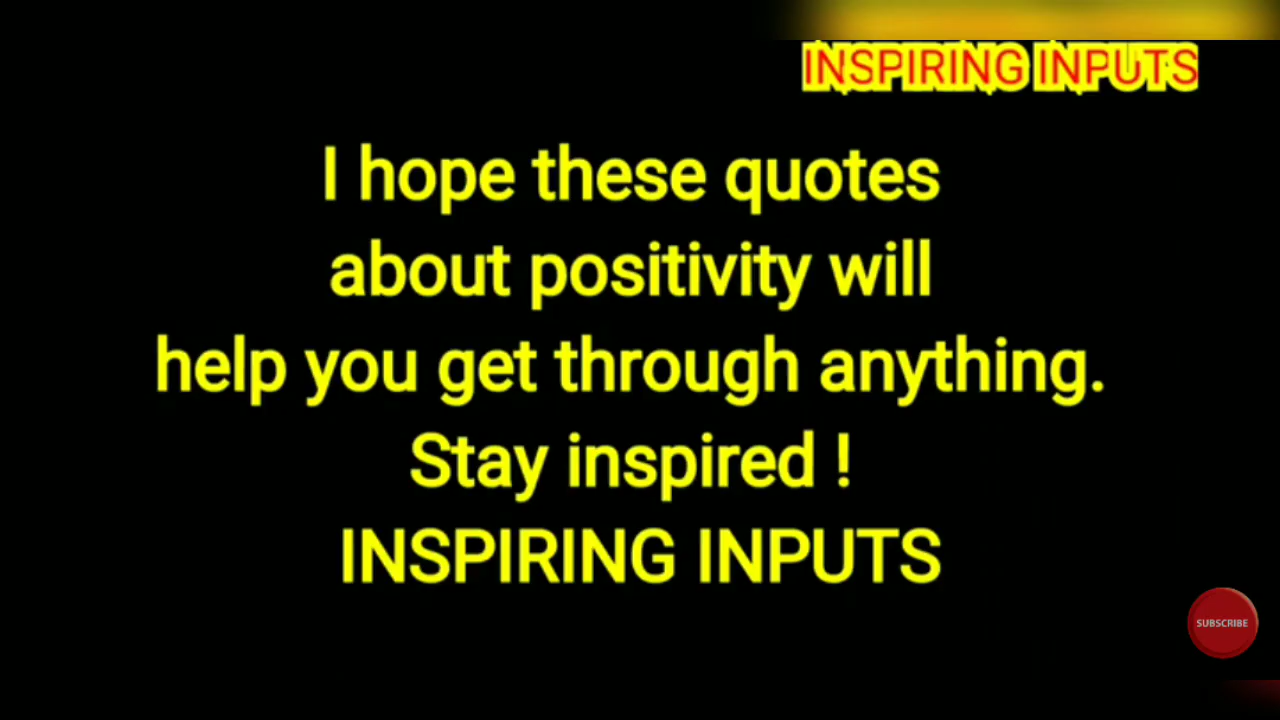 INSPIRING INPUTS
I hope these quotes
about positivity will
help you get through anything.
Stay inspired !
INSPIRING INPUTS
SUBSCRIBE